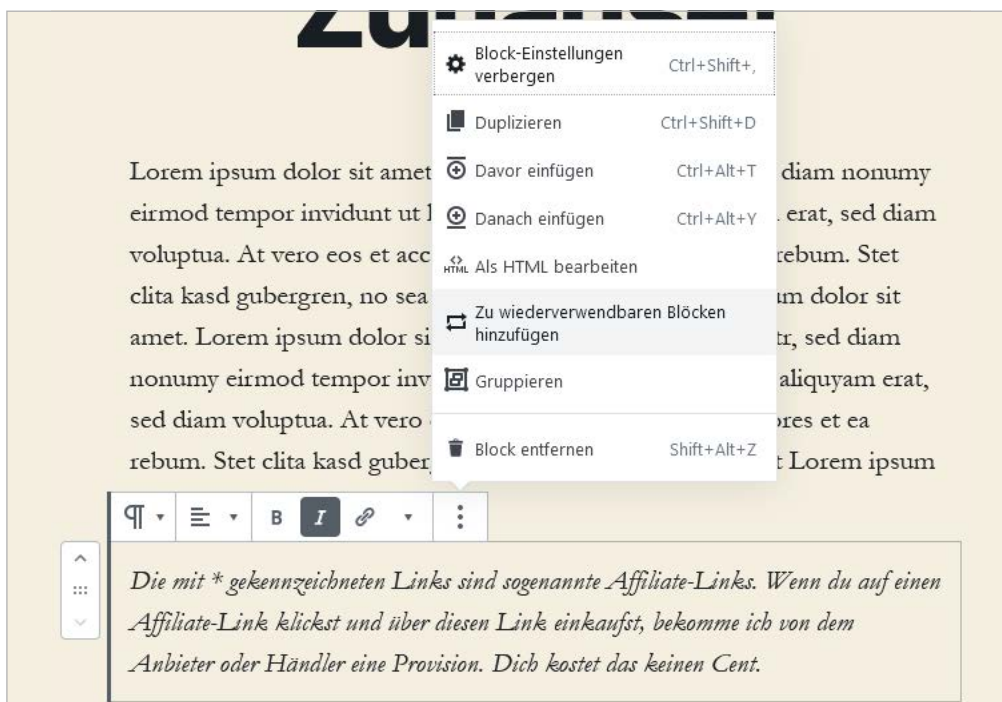 Zuhause!
Block-Einstellungen
verbergen
Ctrl+Shift+,
Duplizieren Ctrl+Shift+D
Davor einfügen Ctrl+Alt+T
Danach einfügen Ctrl+Alt+Y
HTML Als HTML bearbeiten
Zu wiederverwendbaren Blöcken
hinzufügen
Gruppieren
Block entfernen Shift+Alt+Z
Lorem ipsum dolor sit amet diam nonumy
eirmod tempor invidunt ut erat, sed diam
voluptua. At vero eos et acc rebum. Stet
clita kasd gubergren, no sea um dolor sit
amet. Lorem ipsum dolor si tr, sed diam
nonumy eirmod tempor inv aliquyam erat,
sed diam voluptua. At vero ores et ea
rebum. Stet clita kasd guber t Lorem ipsum
B I
Die mit * gekennzeichneten Links sind sogenannte Affiliate-Links. Wenn du auf einen
Affiliate-Link klickst und über diesen Link einkaufst, bekomme ich von dem
Anbieter oder Händler eine Provision. Dich kostet das keinen Cent.